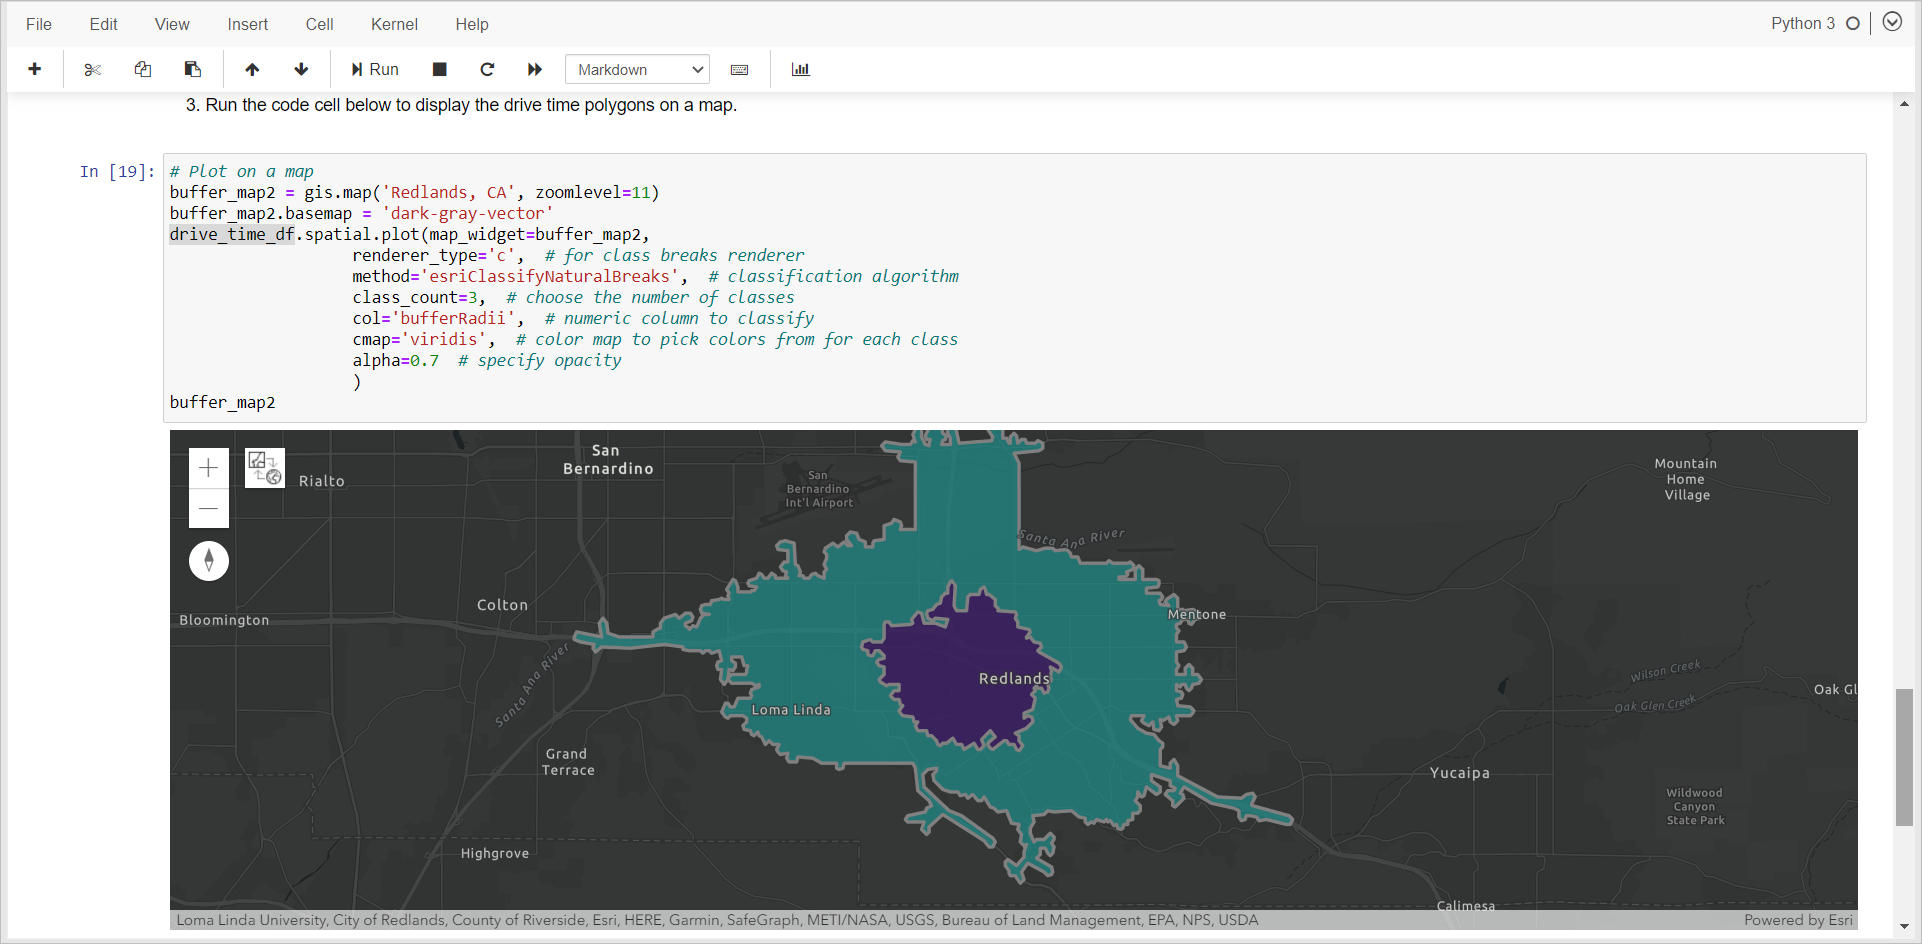 File Edit View Insert Cell Kernel Help Python 3
Run Markdown
3. Run the code cell below to display the drive time polygons on a map.
In [19]: # Plot on a map
buffer_map2 = gis.map('Redlands, CA', zoomlevel=11)
buffer_map2.basemap = 'dark-gray-vector'
drive_time_df.spatial.plot(map_widget=buffer_map2,
renderer_type='c',  # for class breaks renderer
method='esriClassifyNaturalBreaks',  # classification algorithm
class_count=3,  # choose the number of classes
col='bufferRadii',  # numeric column to classify
cmap='viridis',  # color map to pick colors from for each class
alpha=0.7  # specify opacity
)
buffer_map2
San
Bernardino
Rialto
San
Bernardino
Int'l Airport
Mountain
Home
Village
Santa Ana River
Colton
Bloomington
Mentone
Santa Ana River
Redlands
Wilson Creek
Oak Gl
Oak Glen Creek
Loma Linda
Grand
Terrace
Yucaipa
Wildwood
Canyon
State Park
Highgrove
Calimesa
Loma Linda University, City of Redlands, County of Riverside, Esri, HERE, Garmin, SafeGraph, METI/NASA, USGS, Bureau of Land Management, EPA, NPS, USDA
Powered by Esri